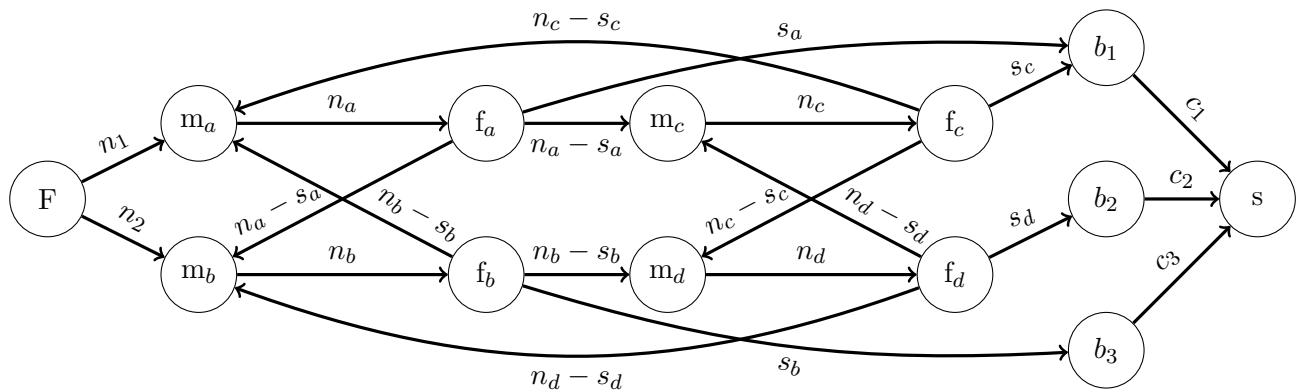 n_c − s_c
s_a
b_1
s_c
n_a
n_c
m_a
f_a
m_c
f_c
c_1
n_1
n_a − s_a
F
n_2
n_a − s_a
n_b − s_b
n_c − s_c
n_d − s_d
b_2
c_2
s
s_d
m_b
n_b
f_b
n_b − s_b
m_d
n_d
f_d
c_3
b_3
n_d − s_d
s_b